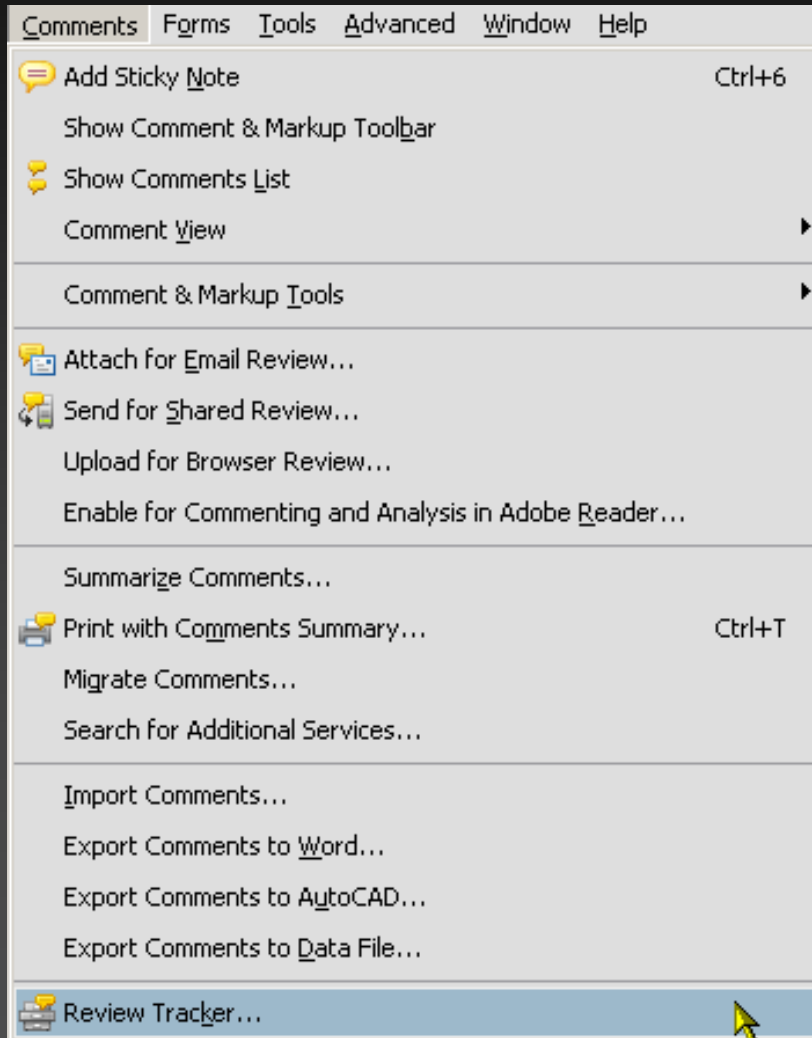 Comments Forms Tools Advanced Window Help
Add Sticky Note Ctrl+6
Show Comment & Markup Toolbar
Show Comments List
Comment View
Comment & Markup Tools
Attach for Email Review...
Send for Shared Review...
Upload for Browser Review...
Enable for Commenting and Analysis in Adobe Reader...
Summarize Comments...
Print with Comments Summary... Ctrl+T
Migrate Comments...
Search for Additional Services...
Import Comments...
Export Comments to Word...
Export Comments to AutoCAD...
Export Comments to Data File...
Review Tracker...